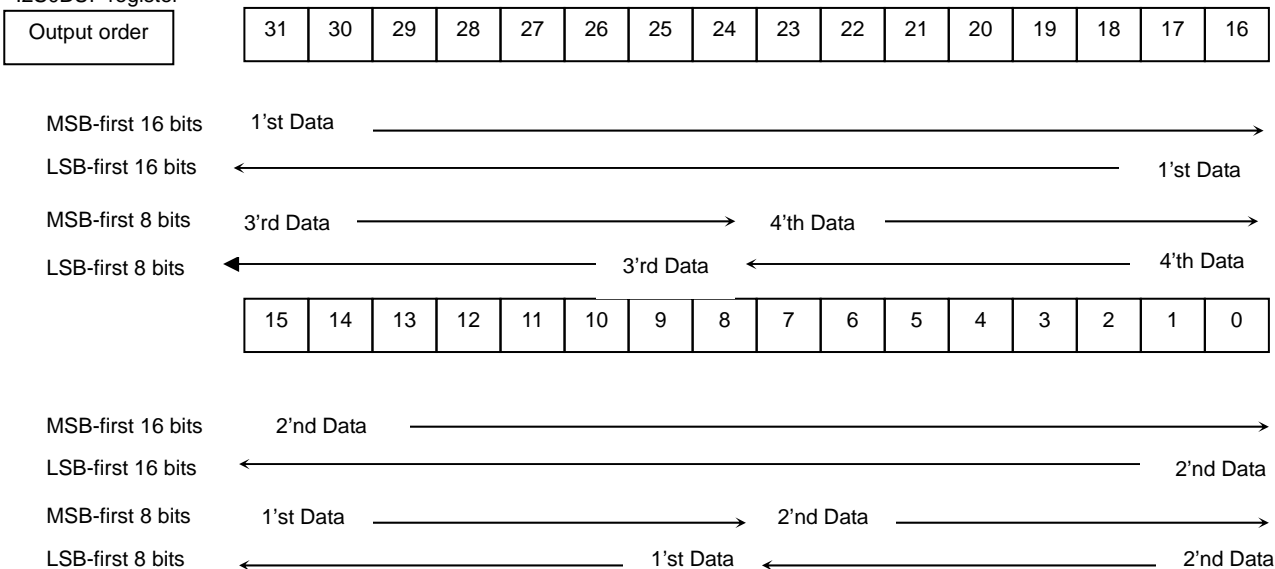 register
Output order
31 30 29 28 27 26 25 24 23 22 21 20 19 18 17 16
MSB-first 16 bits 1'st Data
LSB-first 16 bits 1'st Data
MSB-first 8 bits 3'rd Data 4'th Data
LSB-first 8 bits 3'rd Data 4'th Data
15 14 13 12 11 10 9 8 7 6 5 4 3 2 1 0
MSB-first 16 bits 2'nd Data
LSB-first 16 bits 2'nd Data
MSB-first 8 bits 1'st Data 2'nd Data
LSB-first 8 bits 1'st Data 2'nd Data